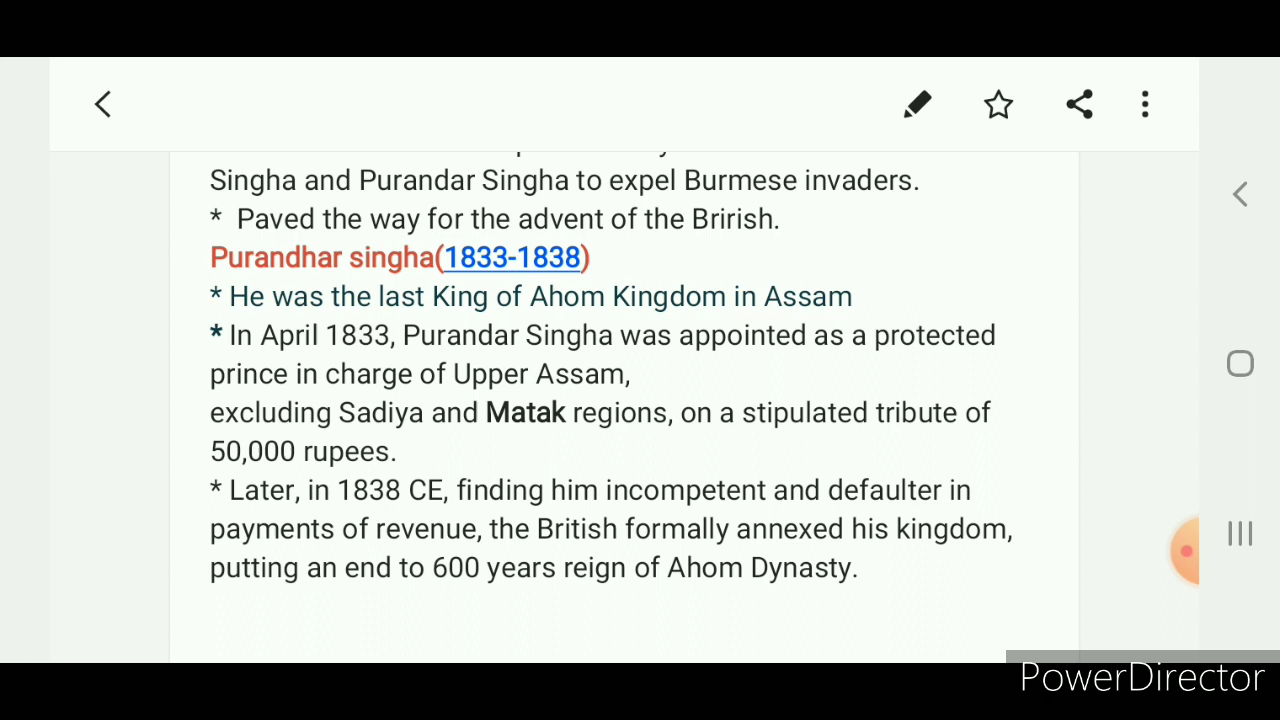 Singha and Purandar Singha to expel Burmese invaders.
* Paved the way for the advent of the Brirish.
Purandhar singha(1833-1838)
* He was the last King of Ahom Kingdom in Assam
* In April 1833, Purandar Singha was appointed as a protected
prince in charge of Upper Assam,
excluding Sadiya and Matak regions, on a stipulated tribute of
50,000 rupees.
* Later, in 1838 CE, finding him incompetent and defaulter in
payments of revenue, the British formally annexed his kingdom,
putting an end to 600 years reign of Ahom Dynasty.
PowerDirector